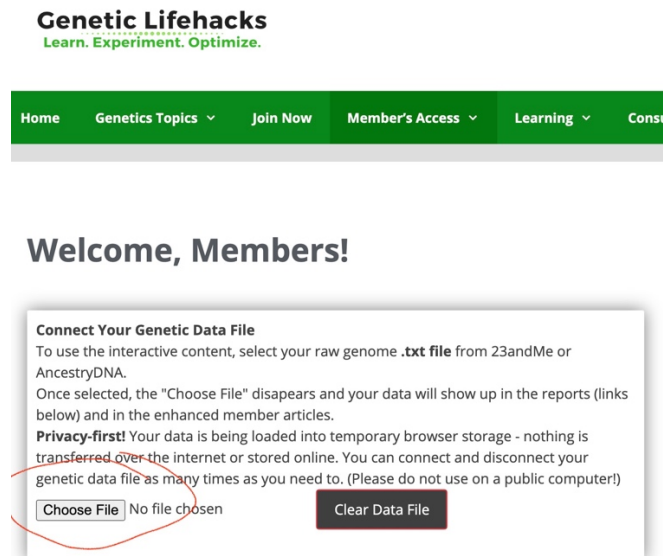 Genetic Lifehacks
Learn. Experiment. Optimize.
Home Genetics Topics Join Now Member's Access Learning
Welcome, Members!
Connect Your Genetic Data File
To use the interactive content, select your raw genome .txt file from 23andMe or
AncestryDNA.
Once selected, the "Choose File" disapears and your data will show up in the reports (links
below) and in the enhanced member articles.
Privacy-first! Your data is being loaded into temporary browser storage - nothing is
transferred over the internet or stored online. You can connect and disconnect your
genetic data file as many times as you need to. (Please do not use on a public computer!)
Choose File No file chosen Clear Data File